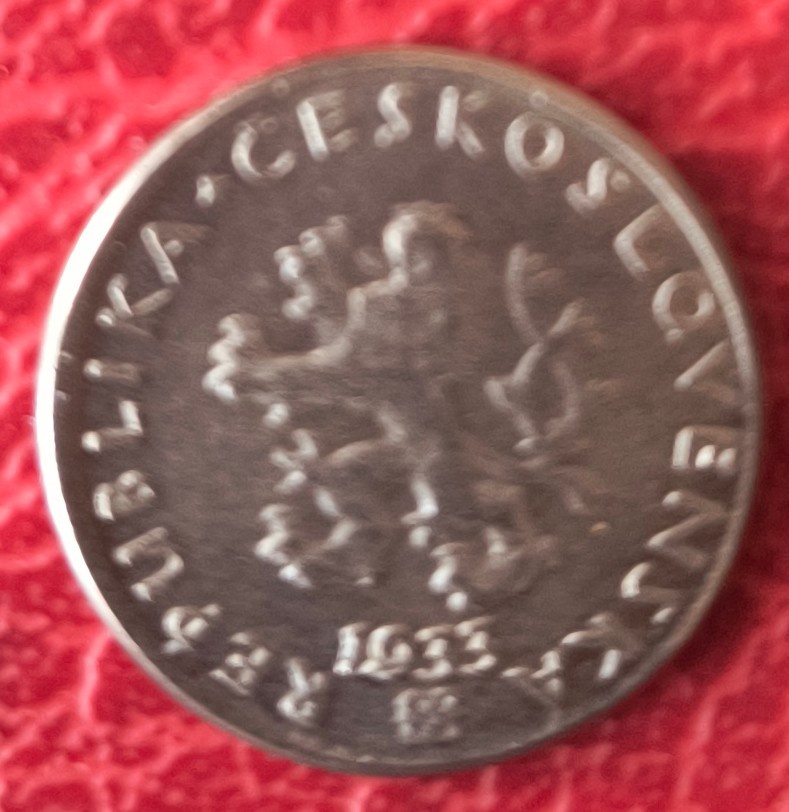 REPUBLIKA · ČESKOSLOVENSKÁ
1933